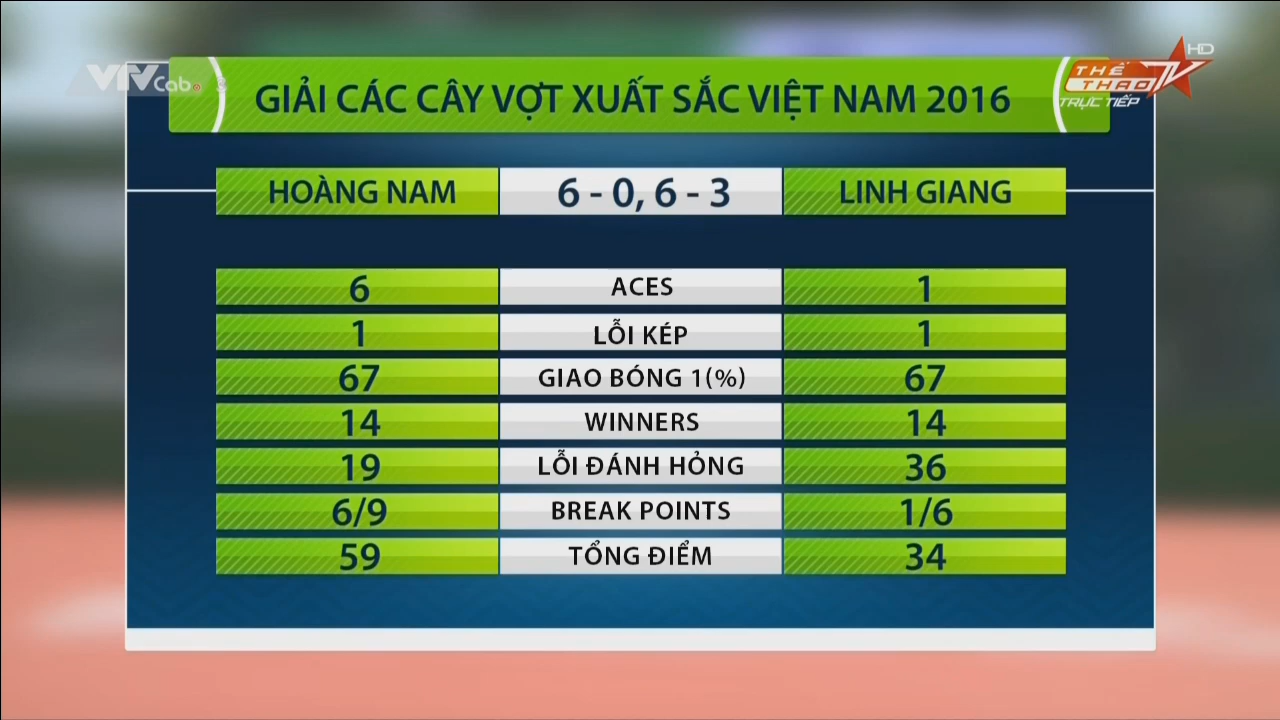 VTVCab
GIẢI CÁC CÂY VỢT XUẤT SẮC VIỆT NAM 2016
THỂ THAO TV HD
TRỰC TIẾP
HOÀNG NAM 6 - 0, 6 - 3 LINH GIANG
6 ACES 1
1 LỖI KÉP 1
67 GIAO BÓNG 1(%) 67
14 WINNERS 14
19 LỖI ĐÁNH HỎNG 36
6/9 BREAK POINTS 1/6
59 TỔNG ĐIỂM 34